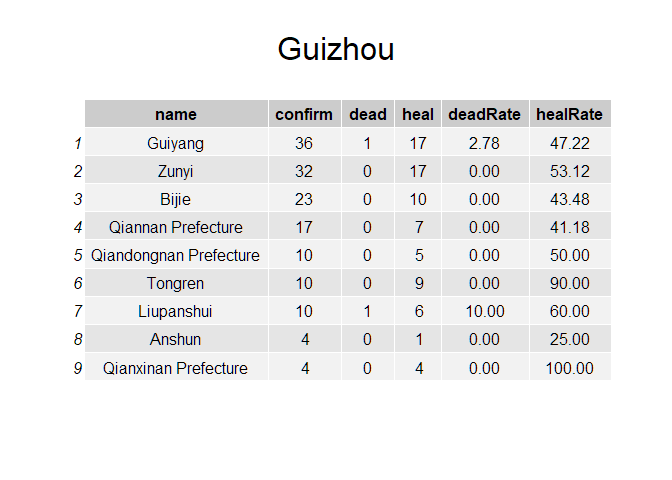 Guizhou
name confirm dead heal deadRate healRate
1 Guiyang 36 1 17 2.78 47.22
2 Zunyi 32 0 17 0.00 53.12
3 Bijie 23 0 10 0.00 43.48
4 Qiannan Prefecture 17 0 7 0.00 41.18
5 Qiandongnan Prefecture 10 0 5 0.00 50.00
6 Tongren 10 0 9 0.00 90.00
7 Liupanshui 10 1 6 10.00 60.00
8 Anshun 4 0 1 0.00 25.00
9 Qianxinan Prefecture 4 0 4 0.00 100.00